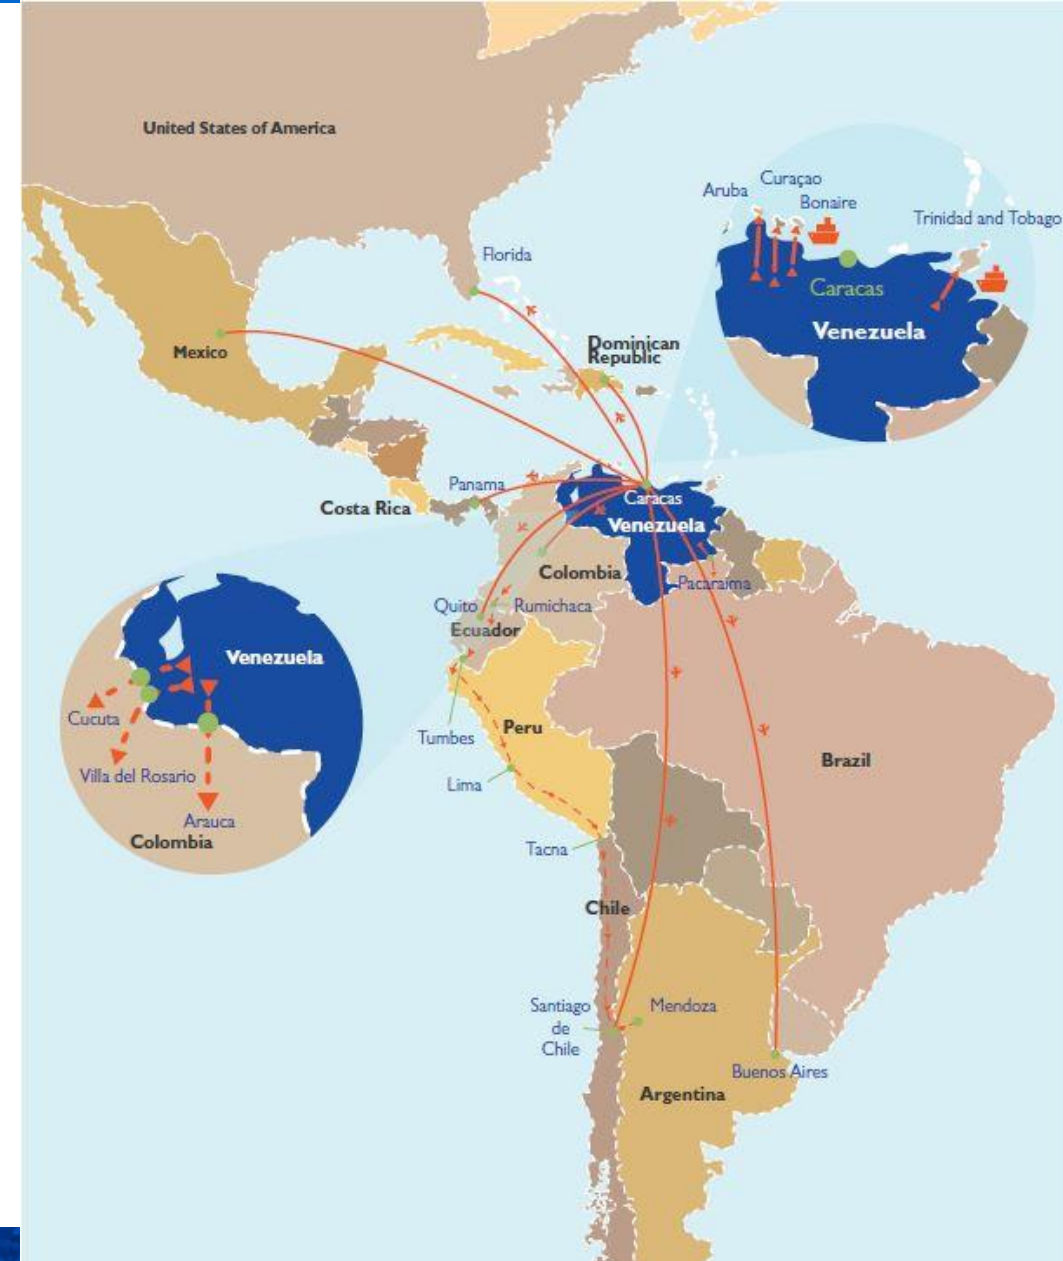 United States of America
Aruba
Curaçao
Bonaire
Trinidad and Tobago
Florida
Caracas
Venezuela
Mexico
Dominican
Republic
Panama
Costa Rica
Caracas
Venezuela
Colombia
Pacaraima
Quito
Rumichaca
Ecuador
Venezuela
Cucuta
Villa del Rosario
Arauca
Colombia
Tumbes
Peru
Lima
Brazil
Tacna
Chile
Santiago
de
Chile
Mendoza
Buenos Aires
Argentina